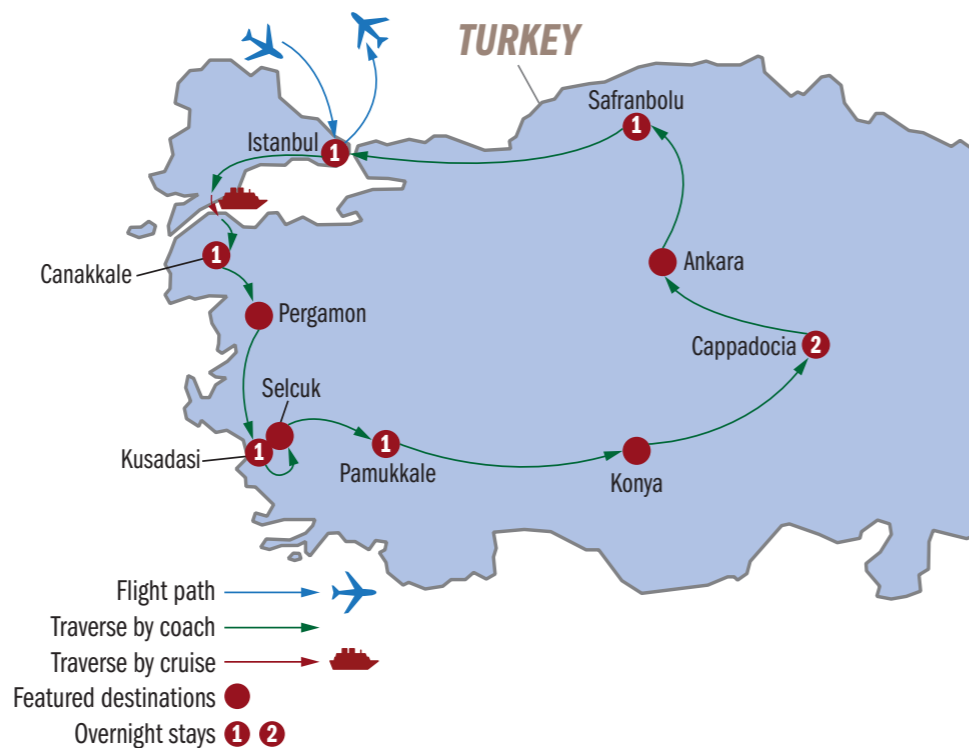 TURKEY
Safranbolu
1
Istanbul
1
Canakkale
1
Ankara
Pergamon
Cappadocia
2
Selcuk
Kusadasi
1
1
Pamukkale
Konya
Flight path
Traverse by coach
Traverse by cruise
Featured destinations
Overnight stays 1 2